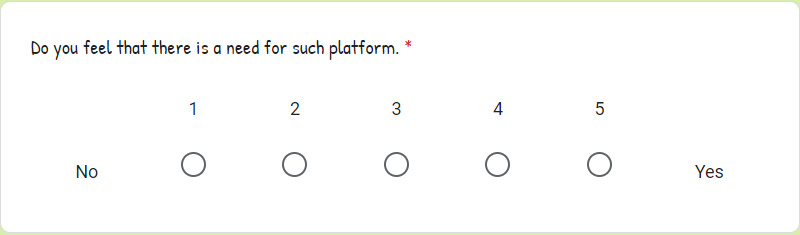 Do you feel that there is a need for such platform. *
1 2 3 4 5
No Yes